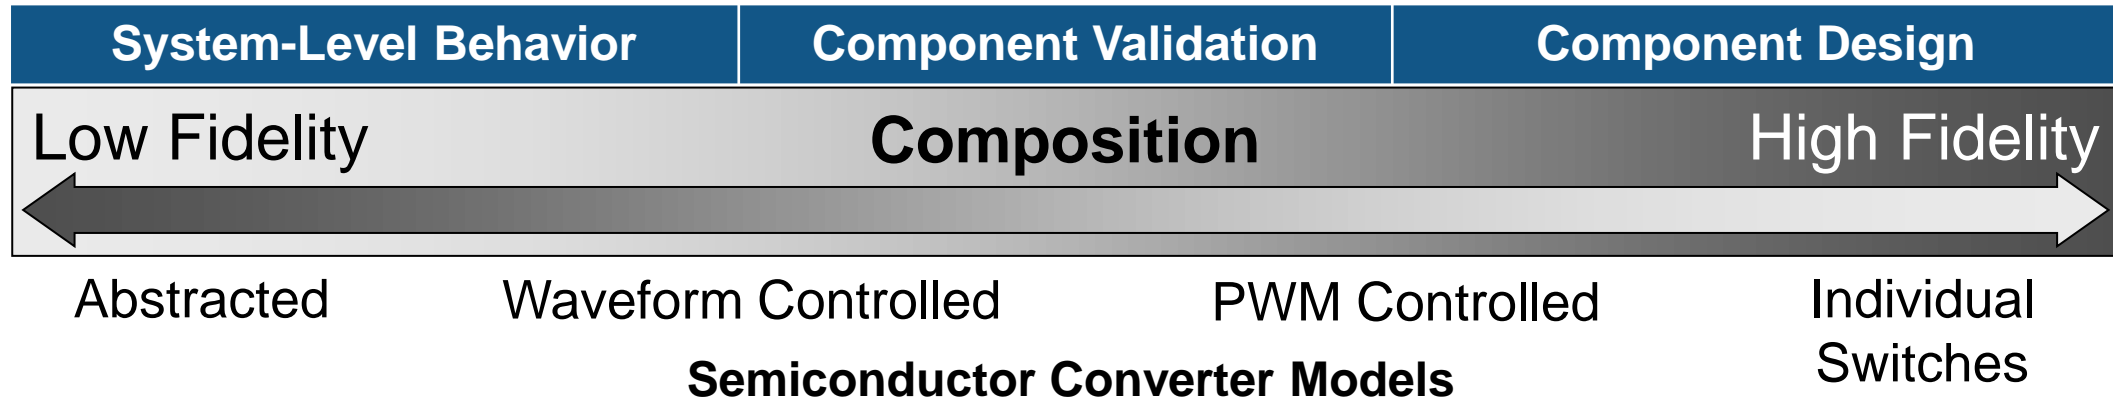 System-Level Behavior
Component Validation
Component Design
Low Fidelity
Composition
High Fidelity
Abstracted
Waveform Controlled
PWM Controlled
Individual
Switches
Semiconductor Converter Models